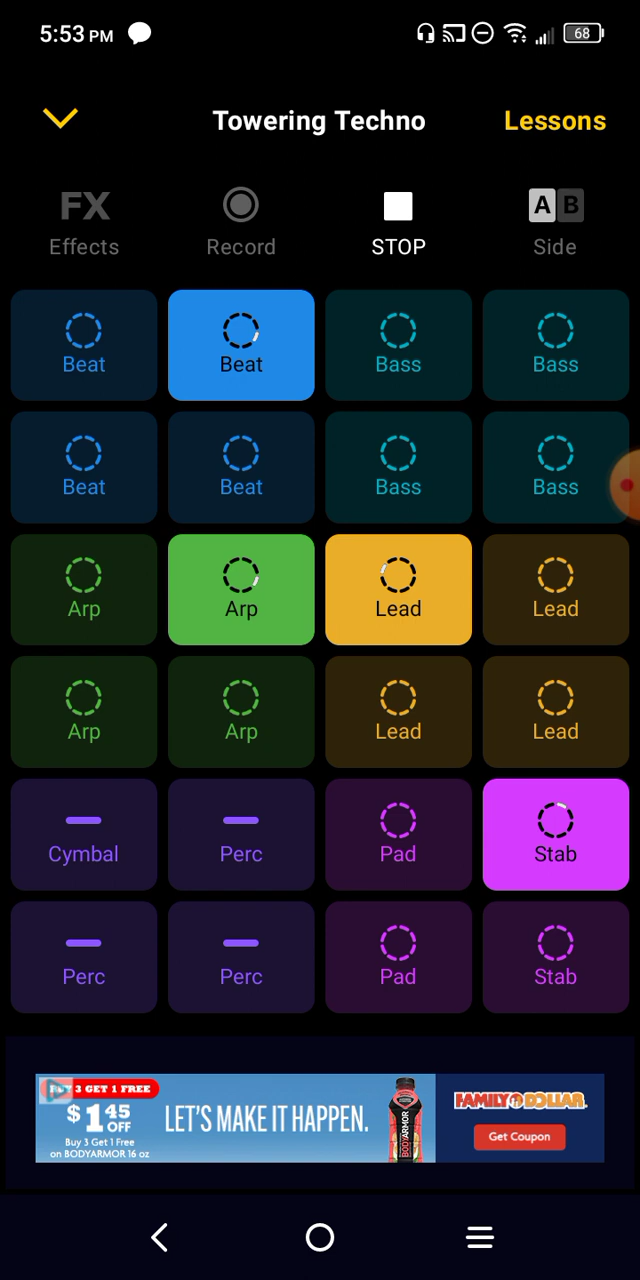 5:53 PM
68
Towering Techno
Lessons
FX
A B
Effects
Record
STOP
Side
Beat
Beat
Bass
Bass
Beat
Beat
Bass
Bass
Arp
Arp
Lead
Lead
Arp
Arp
Lead
Lead
Cymbal
Perc
Pad
Stab
Perc
Perc
Pad
Stab
BUY 3 GET 1 FREE
$1 45 OFF
Buy 3 Get 1 Free
on BODYARMOR 16 oz
LET'S MAKE IT HAPPEN.
BODYARMOR
FAMILY DOLLAR.
Get Coupon